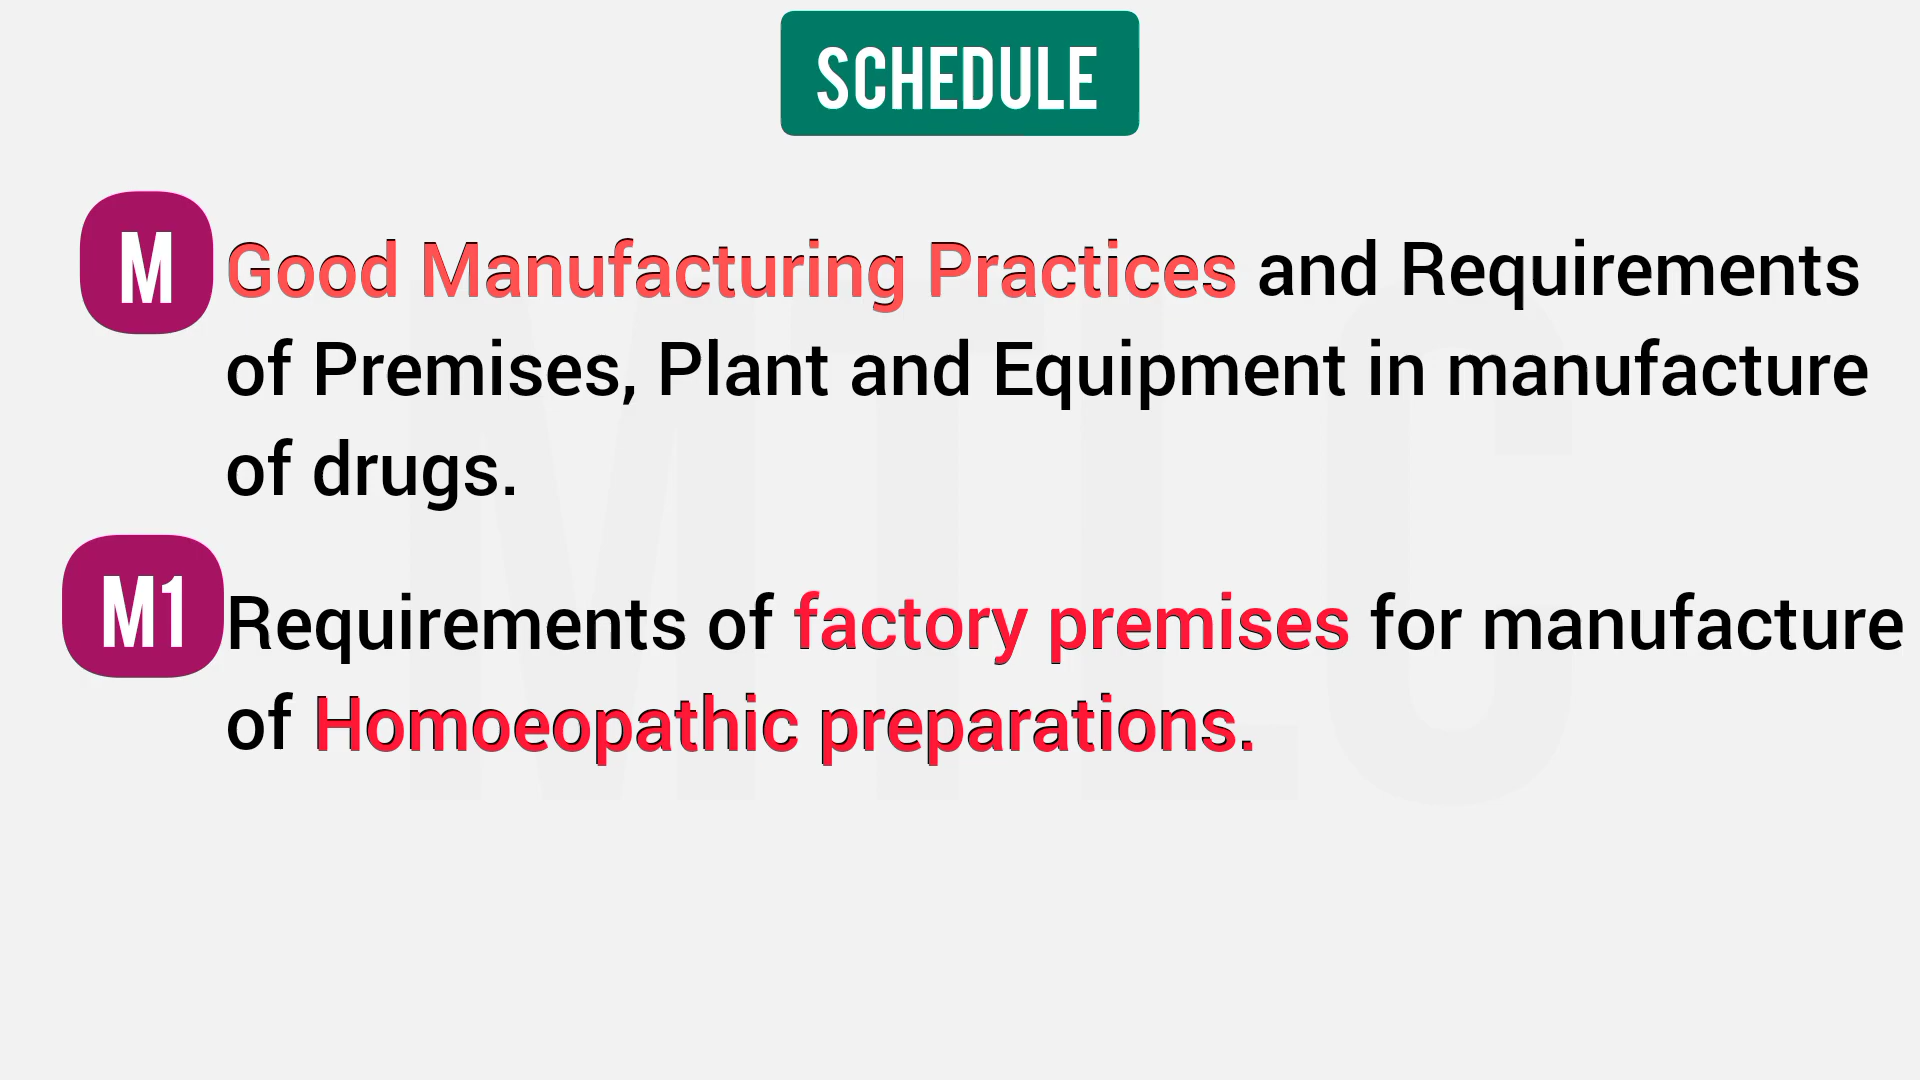 SCHEDULE
M
Good Manufacturing Practices and Requirements
of Premises, Plant and Equipment in manufacture
of drugs.
M1
Requirements of factory premises for manufacture
of Homoeopathic preparations.
MTLC